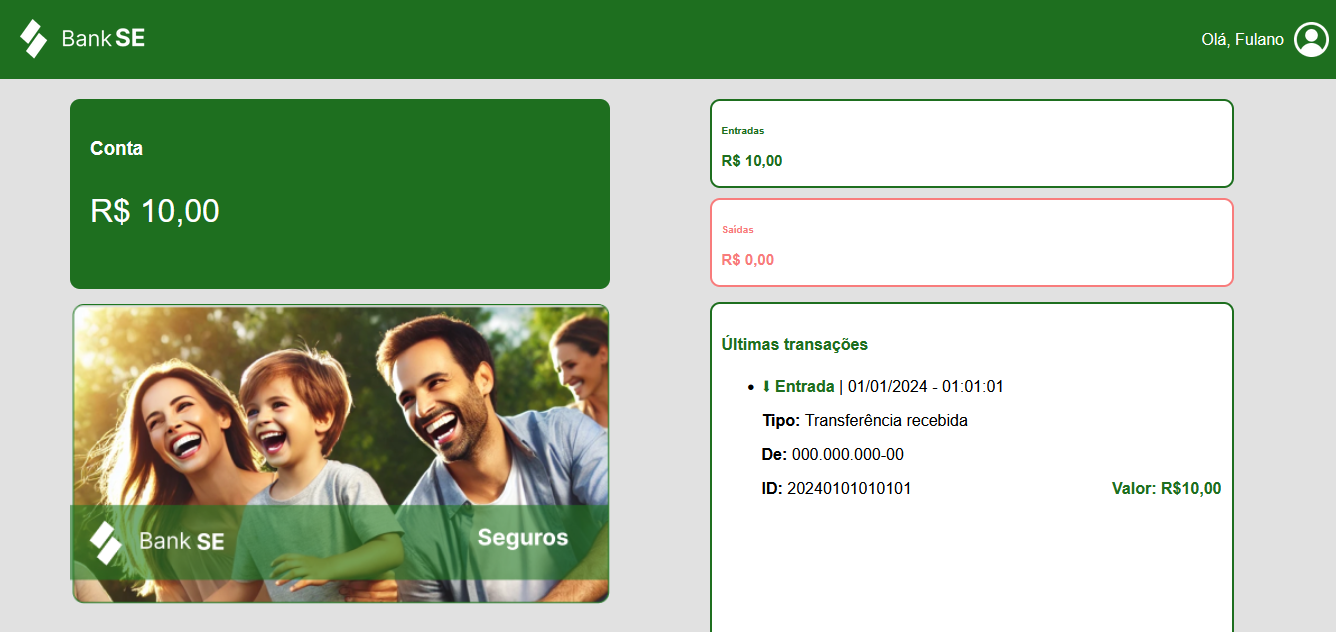 Bank SE
Olá, Fulano
Conta
R$ 10,00
Bank SE
Seguros
Entradas
R$ 10,00
Saídas
R$ 0,00
Últimas transações
• ⬇ Entrada | 01/01/2024 - 01:01:01
Tipo: Transferência recebida
De: 000.000.000-00
ID: 20240101010101
Valor: R$10,00